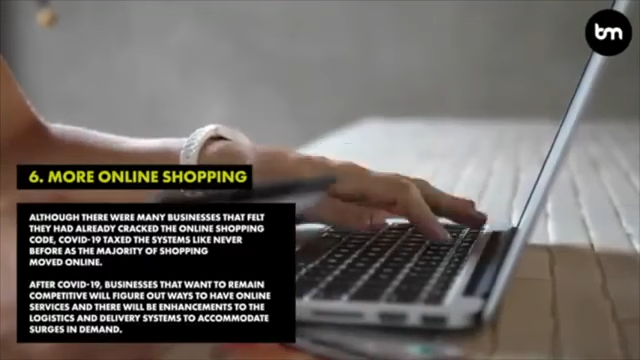 tm
6. MORE ONLINE SHOPPING
ALTHOUGH THERE WERE MANY BUSINESSES THAT FELT
THEY HAD ALREADY CRACKED THE ONLINE SHOPPING
CODE, COVID-19 TAXED THE SYSTEMS LIKE NEVER
BEFORE AS THE MAJORITY OF SHOPPING
MOVED ONLINE.
AFTER COVID-19, BUSINESSES THAT WANT TO REMAIN
COMPETITIVE WILL FIGURE OUT WAYS TO HAVE ONLINE
SERVICES AND THERE WILL BE ENHANCEMENTS TO THE
LOGISTICS AND DELIVERY SYSTEMS TO ACCOMMODATE
SURGES IN DEMAND.